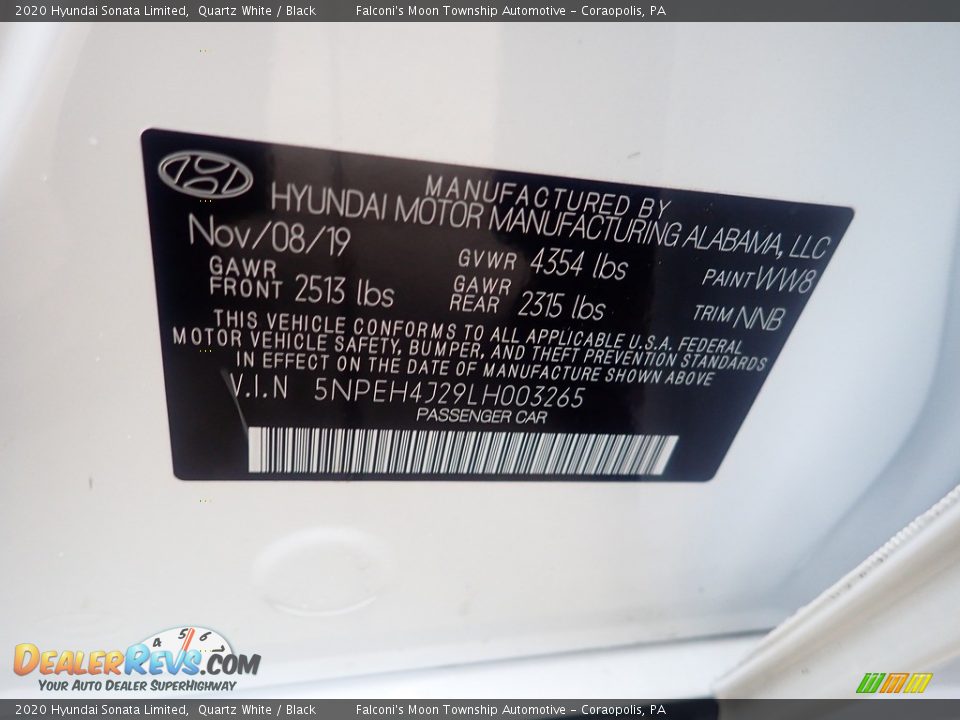 2020 Hyundai Sonata Limited, Quartz White / Black Falconi's Moon Township Automotive - Coraopolis, PA
MANUFACTURED BY
HYUNDAI MOTOR MANUFACTURING ALABAMA, LLC
Nov/08/19 GVWR 4354 lbs PAINT WW8
GAWR FRONT 2513 lbs GAWR REAR 2315 lbs TRIM NNB
THIS VEHICLE CONFORMS TO ALL APPLICABLE U.S.A. FEDERAL
MOTOR VEHICLE SAFETY, BUMPER, AND THEFT PREVENTION STANDARDS
IN EFFECT ON THE DATE OF MANUFACTURE SHOWN ABOVE
V.I.N 5NPEH4J29LH003265
PASSENGER CAR
4 5 6
DealerRevs.com
Your Auto Dealer SuperHighway
2020 Hyundai Sonata Limited, Quartz White / Black Falconi's Moon Township Automotive - Coraopolis, PA